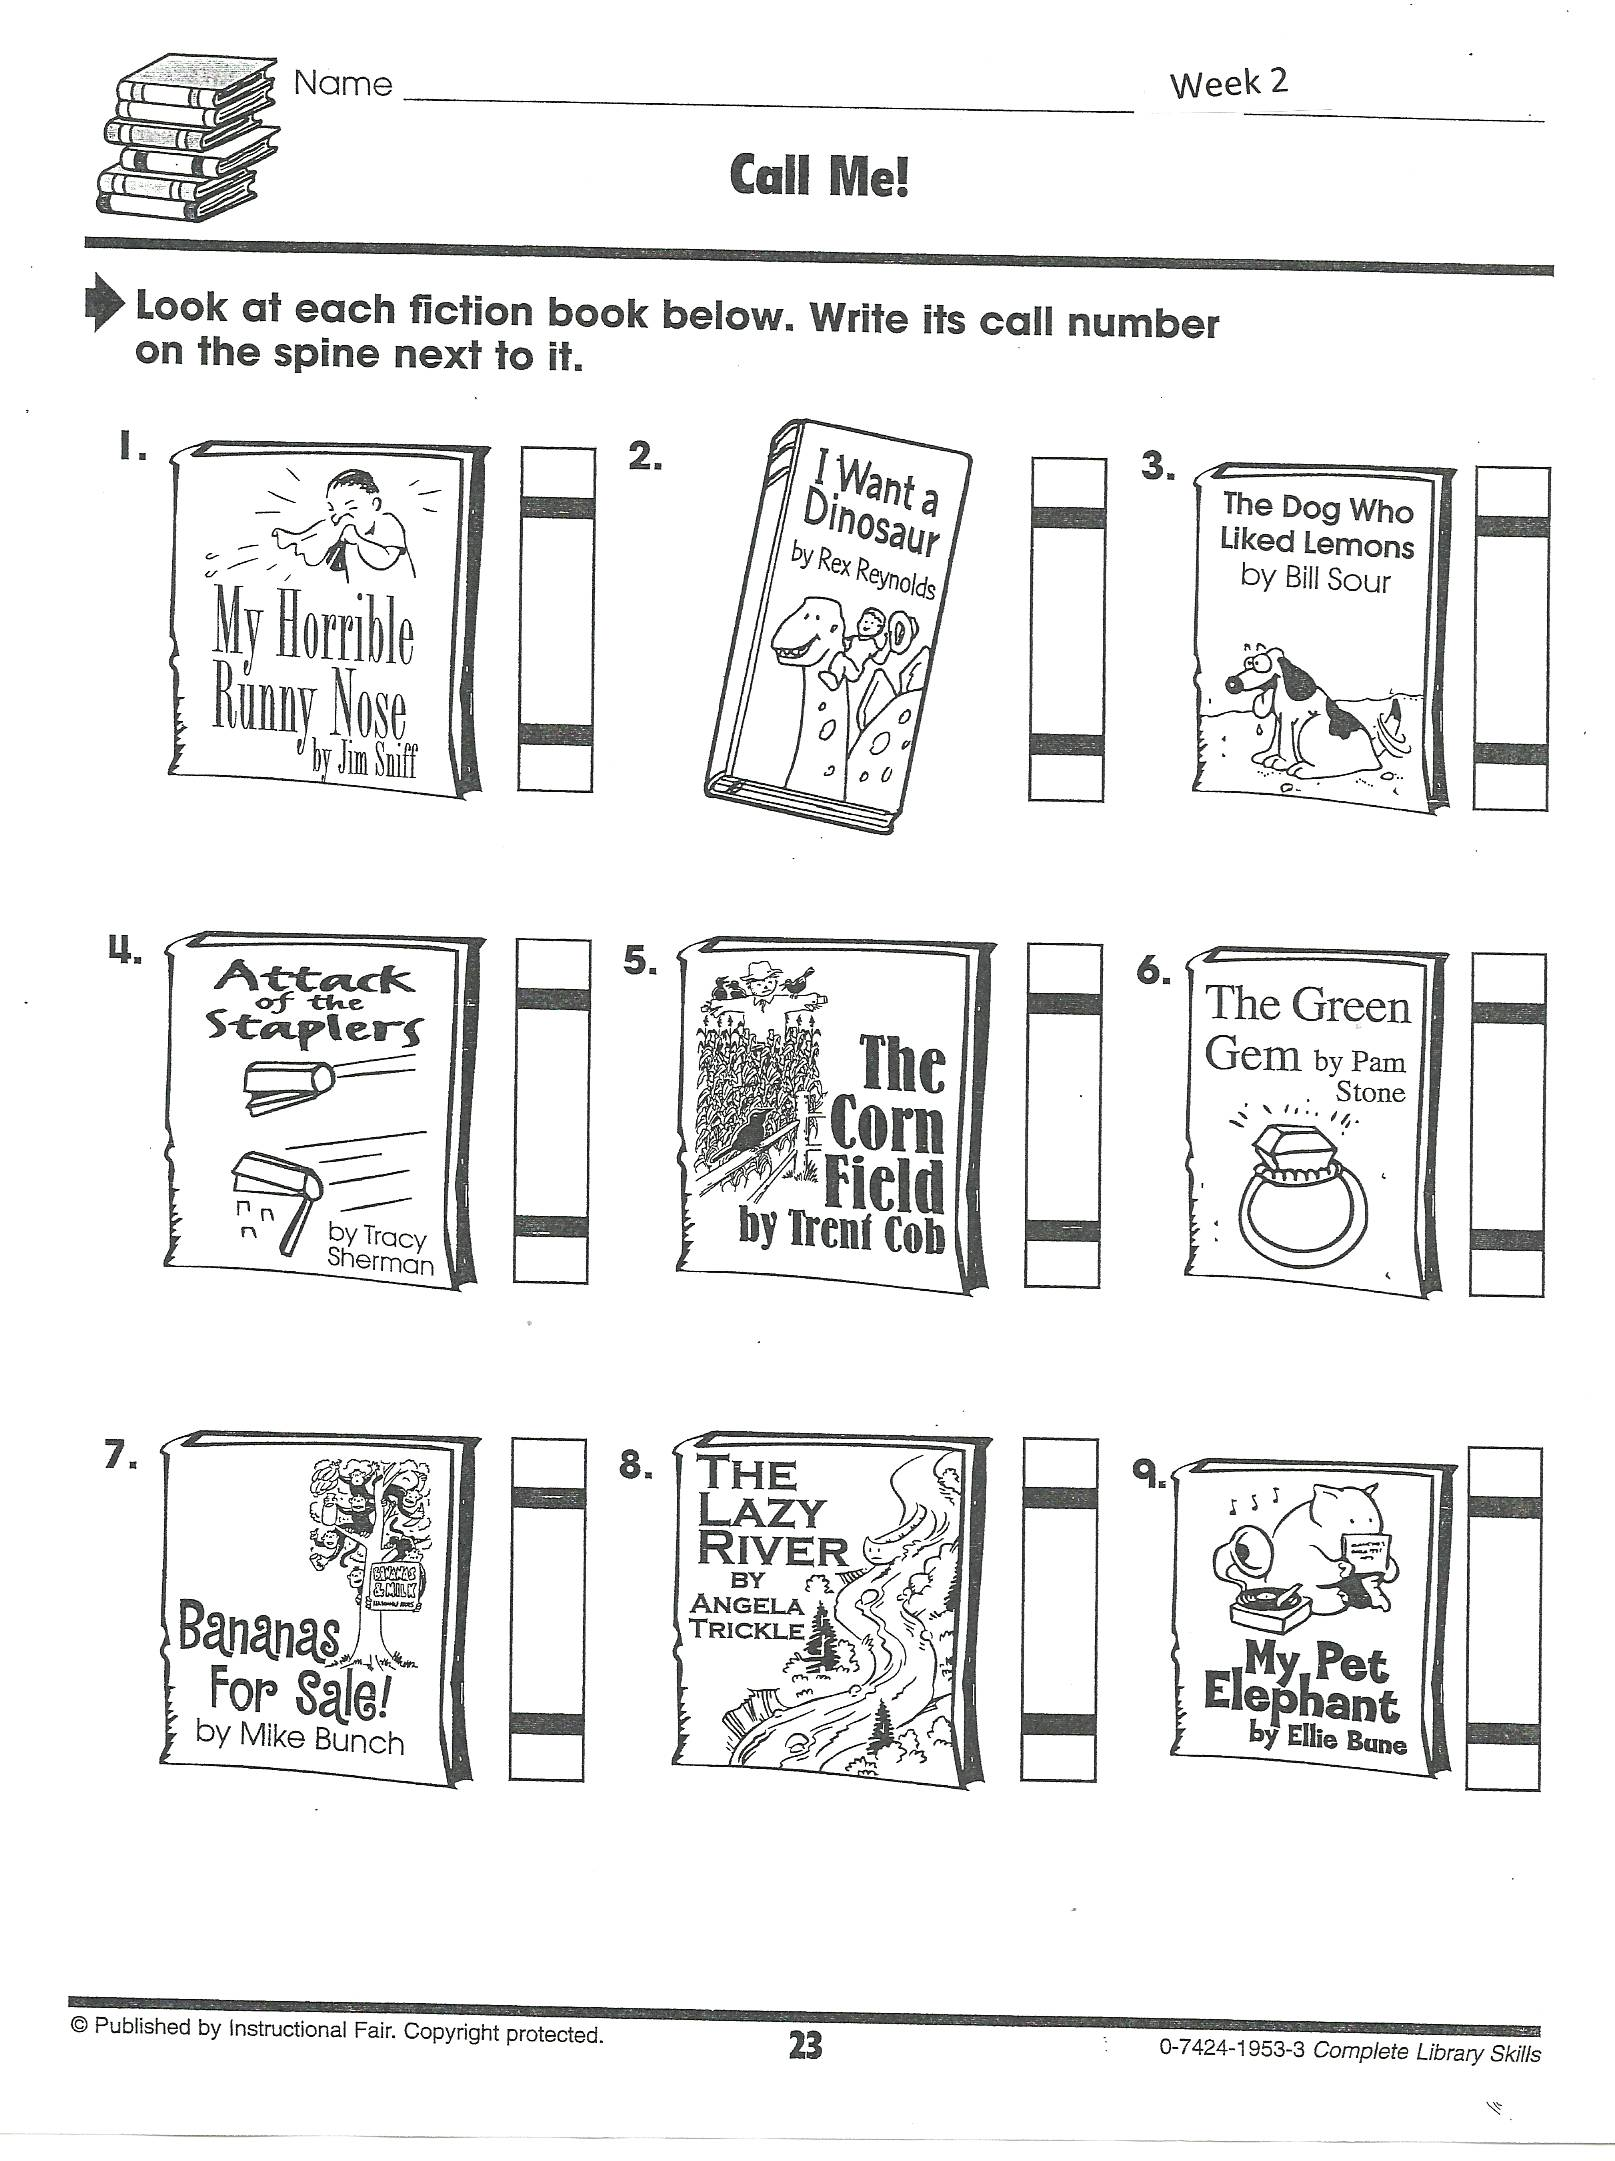 Name
Week 2
Call Me!
Look at each fiction book below. Write its call number
on the spine next to it.
1.
My Horrible
Runny Nose
by Jim Sniff
2.
I Want a
Dinosaur
by Rex Reynolds
3.
The Dog Who
Liked Lemons
by Bill Sour
4.
Attack
of the
Staplers
by Tracy
Sherman
5.
The
Corn
Field
by Trent Cob
6.
The Green
Gem by Pam
Stone
7.
BANANAS
& MILK
Bananas
For Sale!
by Mike Bunch
8.
THE
LAZY
RIVER
BY
ANGELA
TRICKLE
9.
My Pet
Elephant
by Ellie Bune
© Published by Instructional Fair. Copyright protected.
23
0-7424-1953-3 Complete Library Skills